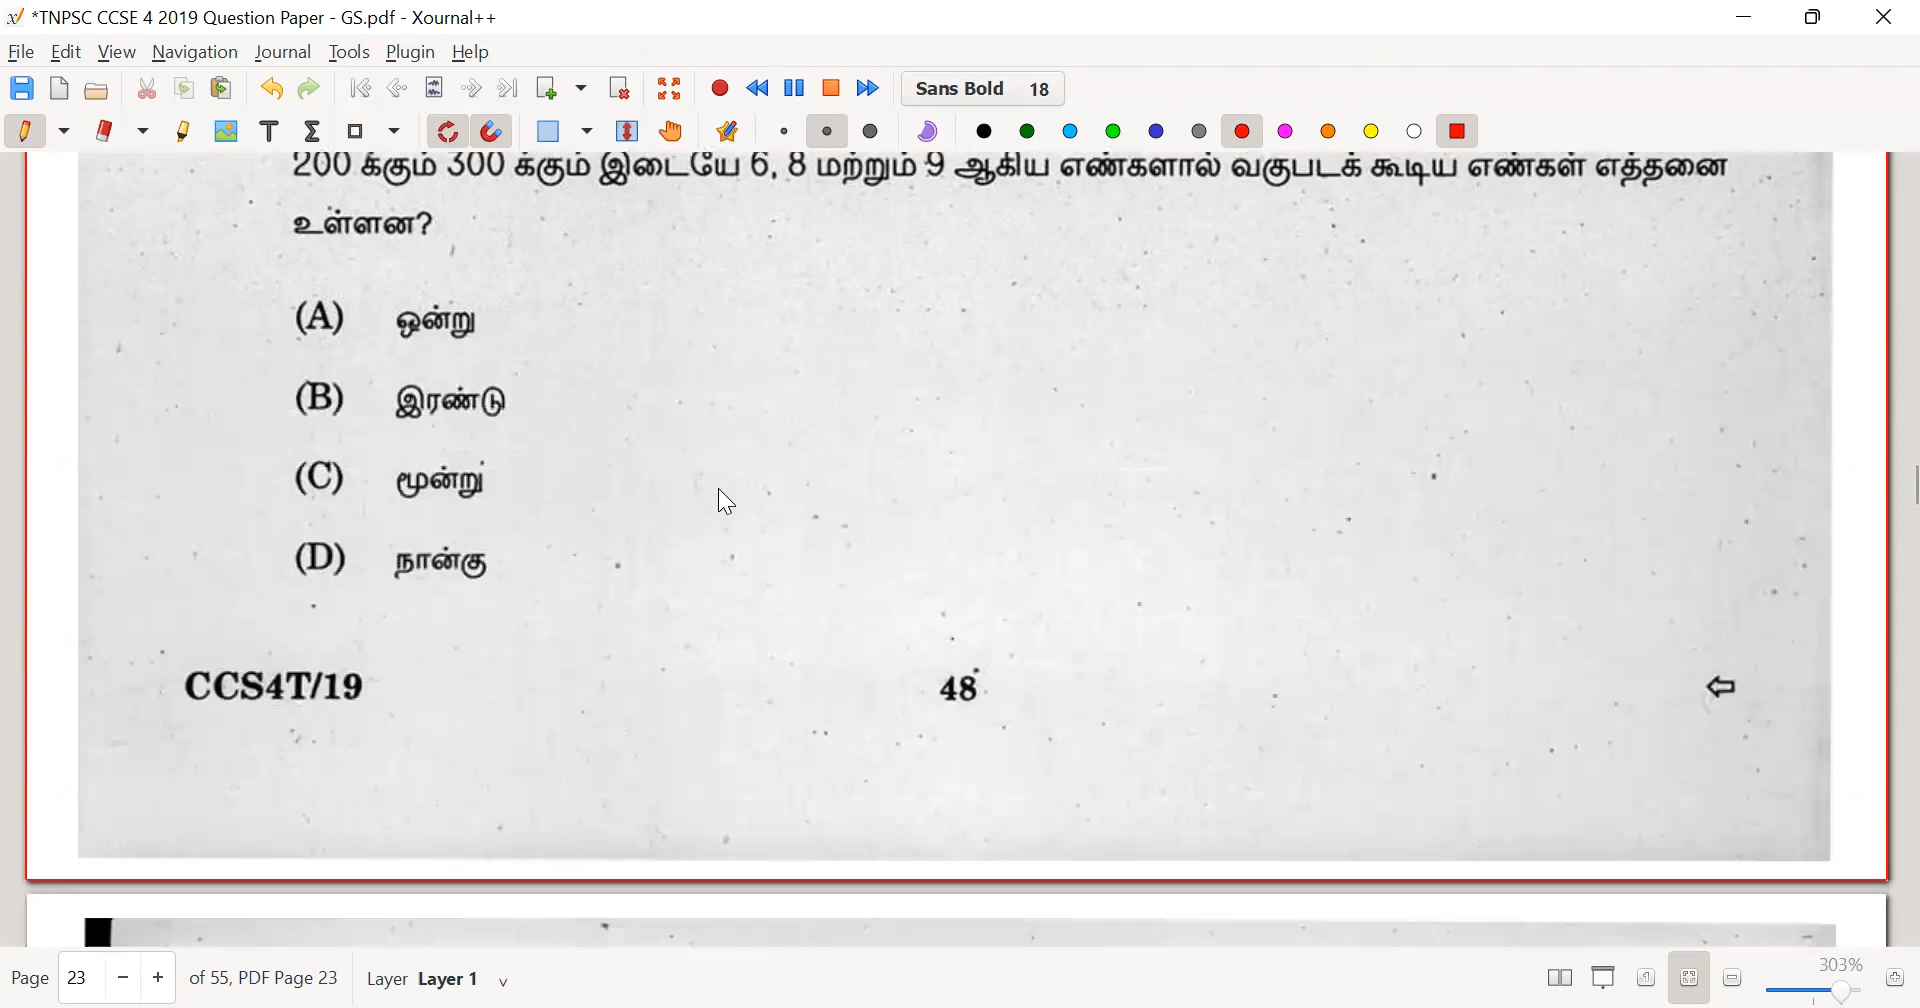 *TNPSC CCSE 4 2019 Question Paper - GS.pdf - Xournal++
File Edit View Navigation Journal Tools Plugin Help
Sans Bold 18
200 க்கும் 300 க்கும் இடையே 6, 8 மற்றும் 9 ஆகிய எண்களால் வகுபடக் கூடிய எண்கள் எத்தனை
உள்ளன?
(A) ஒன்று
(B) இரண்டு
(C) மூன்று
(D) நான்கு
CCS4T/19 48 ⇦
303%
Page 23 − + of 55, PDF Page 23 Layer Layer 1